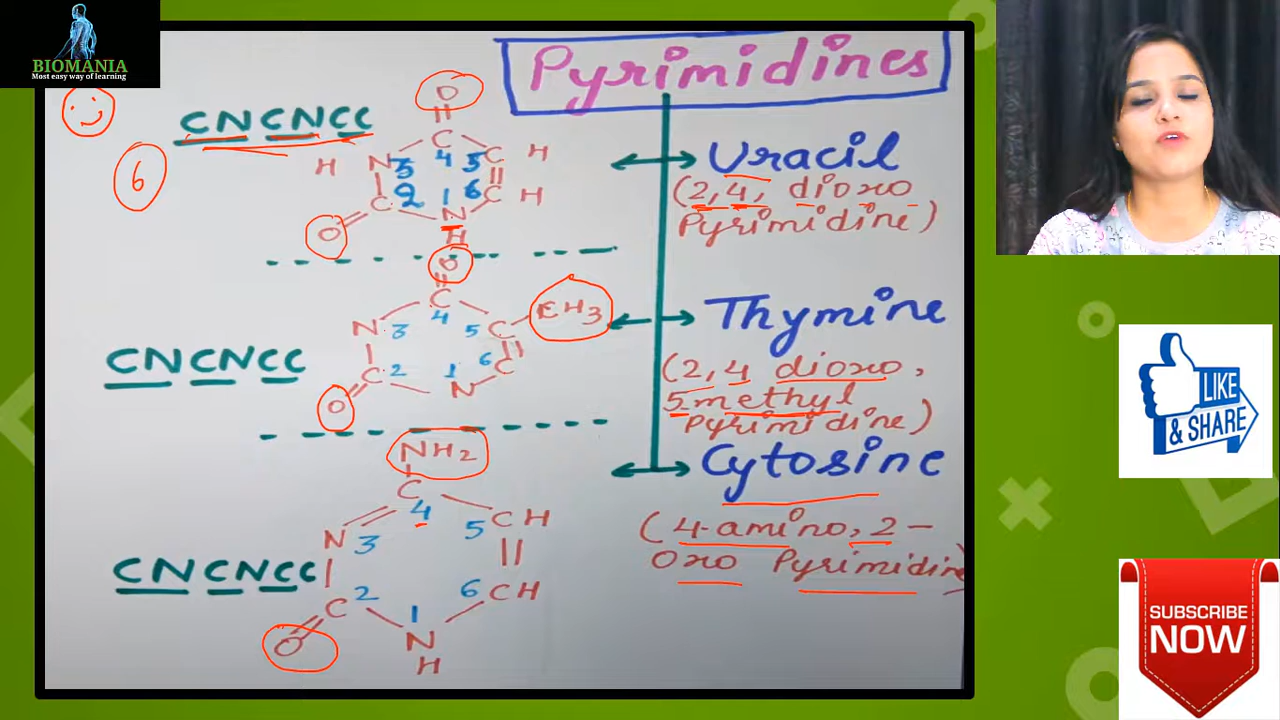 BIOMANIA
Most easy way of learning
Pyrimidines
CNCNCC
6
O
C
H N 3 4 5 C H
C 2 1 6 C H
O N
H
Uracil
(2,4, dioxo
Pyrimidine)
O
C
CH3
N 3 4 5 C
C 2 1 6 C
O N
CNCNCC
Thymine
(2,4 dioxo,
5 methyl
Pyrimidine)
NH2
C
4
N 3 5 CH
C 2 1 6 CH
O N
H
CNCNCC
Cytosine
(4-amino, 2-
Oxo Pyrimidine)
LIKE
& SHARE
SUBSCRIBE
NOW